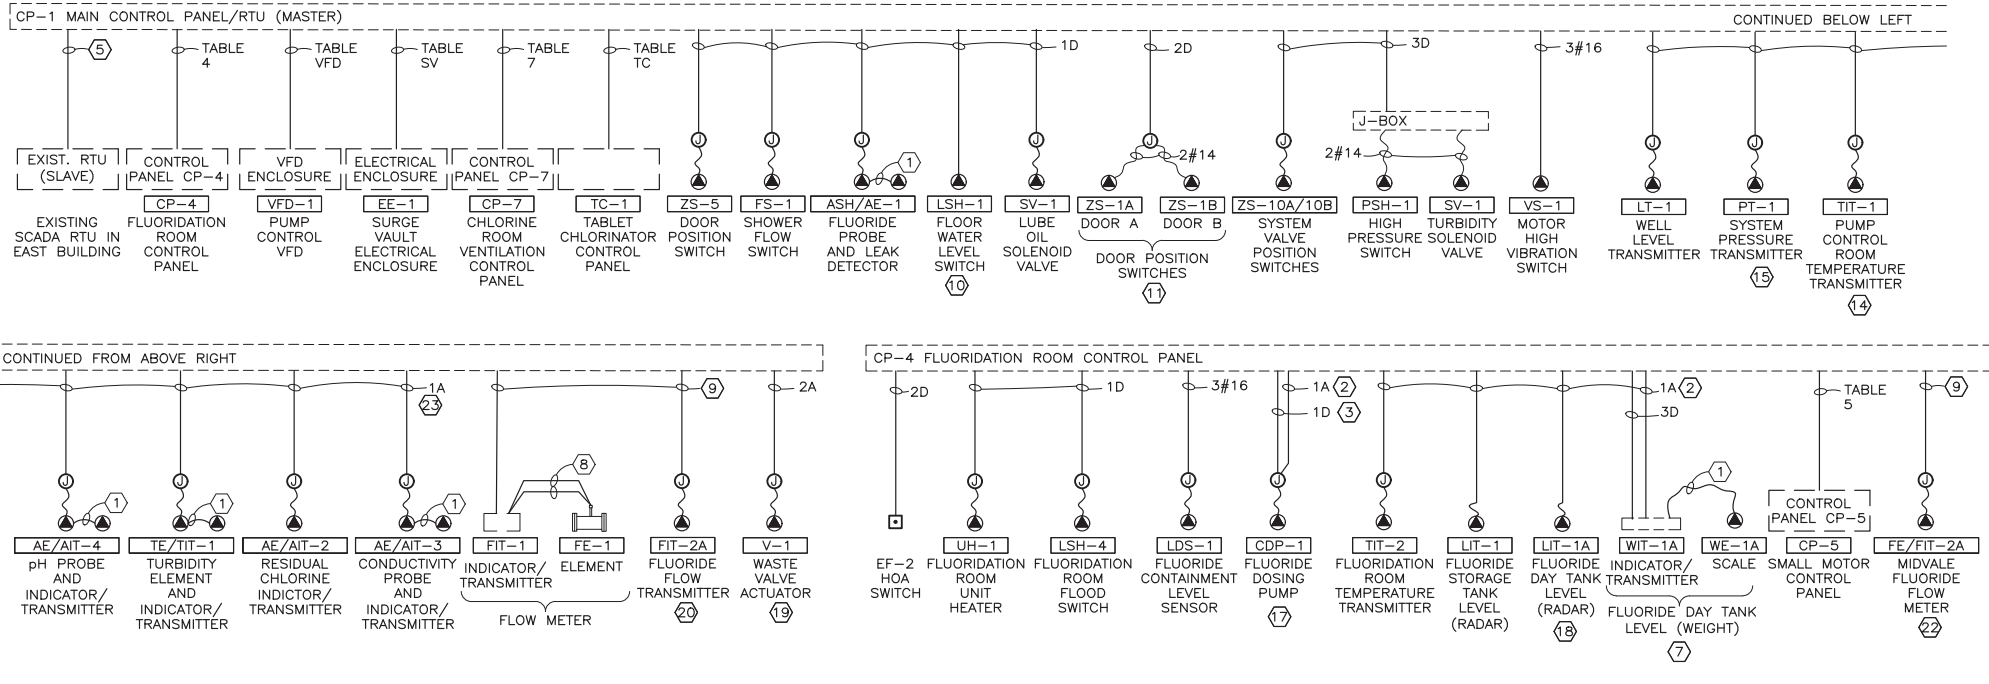 CP-1 MAIN CONTROL PANEL/RTU (MASTER)
CONTINUED BELOW LEFT
5
TABLE
4
TABLE
VFD
TABLE
SV
TABLE
7
TABLE
TC
1D
2D
3D
3#16
J-BOX
2#14
2#14
J
J
J
J
J
J
J
J
J
1
EXIST. RTU
(SLAVE)
CONTROL
PANEL CP-4
VFD
ENCLOSURE
ELECTRICAL
ENCLOSURE
CONTROL
PANEL CP-7
EXISTING
SCADA RTU IN
EAST BUILDING
CP-4
FLUORIDATION
ROOM
CONTROL
PANEL
VFD-1
PUMP
CONTROL
VFD
EE-1
SURGE
VAULT
ELECTRICAL
ENCLOSURE
CP-7
CHLORINE
ROOM
VENTILATION
CONTROL
PANEL
TC-1
TABLET
CHLORINATOR
CONTROL
PANEL
ZS-5
DOOR
POSITION
SWITCH
FS-1
SHOWER
FLOW
SWITCH
ASH/AE-1
FLUORIDE
PROBE
AND LEAK
DETECTOR
LSH-1
FLOOR
WATER
LEVEL
SWITCH
10
SV-1
LUBE
OIL
SOLENOID
VALVE
ZS-1A
DOOR A
ZS-1B
DOOR B
DOOR POSITION
SWITCHES
11
ZS-10A/10B
SYSTEM
VALVE
POSITION
SWITCHES
PSH-1
HIGH
PRESSURE
SWITCH
SV-1
TURBIDITY
SOLENOID
VALVE
VS-1
MOTOR
HIGH
VIBRATION
SWITCH
LT-1
WELL
LEVEL
TRANSMITTER
PT-1
SYSTEM
PRESSURE
TRANSMITTER
15
TIT-1
PUMP
CONTROL
ROOM
TEMPERATURE
TRANSMITTER
14
CONTINUED FROM ABOVE RIGHT
1A
23
9
2A
8
J
J
J
J
J
J
1
1
1
AE/AIT-4
pH PROBE
AND
INDICATOR/
TRANSMITTER
TE/TIT-1
TURBIDITY
ELEMENT
AND
INDICATOR/
TRANSMITTER
AE/AIT-2
RESIDUAL
CHLORINE
INDICTOR/
TRANSMITTER
AE/AIT-3
CONDUCTIVITY
PROBE
AND
INDICATOR/
TRANSMITTER
FIT-1
INDICATOR/
TRANSMITTER
FE-1
ELEMENT
FLOW METER
FIT-2A
FLUORIDE
FLOW
TRANSMITTER
20
V-1
WASTE
VALVE
ACTUATOR
19
CP-4 FLUORIDATION ROOM CONTROL PANEL
2D
1D
3#16
1A
2
1D
3
1A
2
3D
TABLE
5
9
J
J
J
J
J
J
1
CONTROL
PANEL CP-5
EF-2
HOA
SWITCH
UH-1
FLUORIDATION
ROOM
UNIT
HEATER
LSH-4
FLUORIDATION
ROOM
FLOOD
SWITCH
LDS-1
FLUORIDE
CONTAINMENT
LEVEL
SENSOR
CDP-1
FLUORIDE
DOSING
PUMP
17
TIT-2
FLUORIDATION
ROOM
TEMPERATURE
TRANSMITTER
LIT-1
FLUORIDE
STORAGE
TANK
LEVEL
(RADAR)
LIT-1A
FLUORIDE
DAY TANK
LEVEL
(RADAR)
18
WIT-1A
INDICATOR/
TRANSMITTER
WE-1A
SCALE
FLUORIDE DAY TANK
LEVEL (WEIGHT)
7
CP-5
SMALL MOTOR
CONTROL
PANEL
FE/FIT-2A
MIDVALE
FLUORIDE
FLOW
METER
22